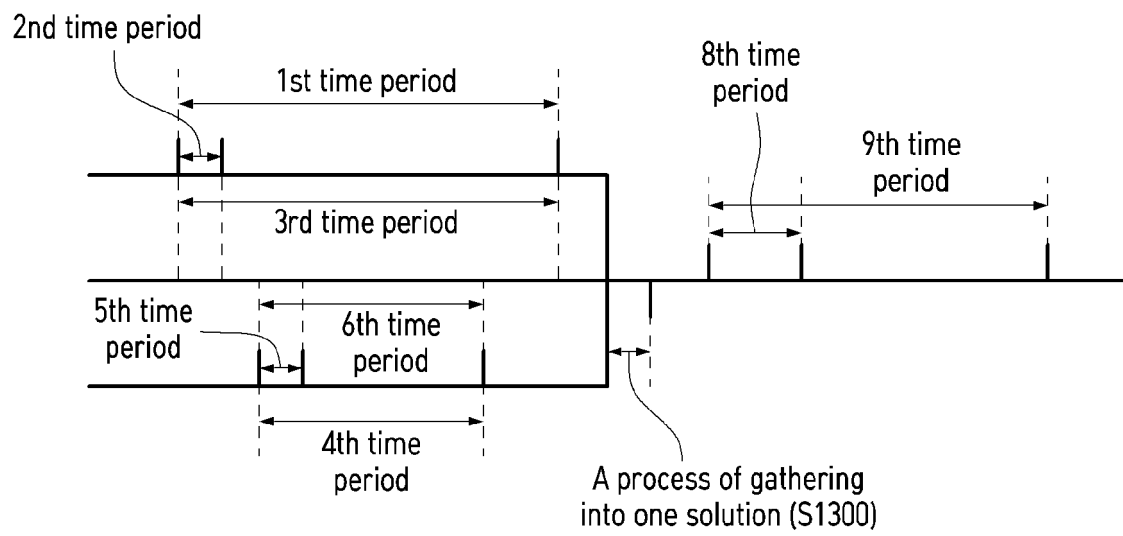 2nd time period
1st time period
8th time
period
9th time
period
3rd time period
5th time
period
6th time
period
4th time
period
A process of gathering
into one solution (S1300)